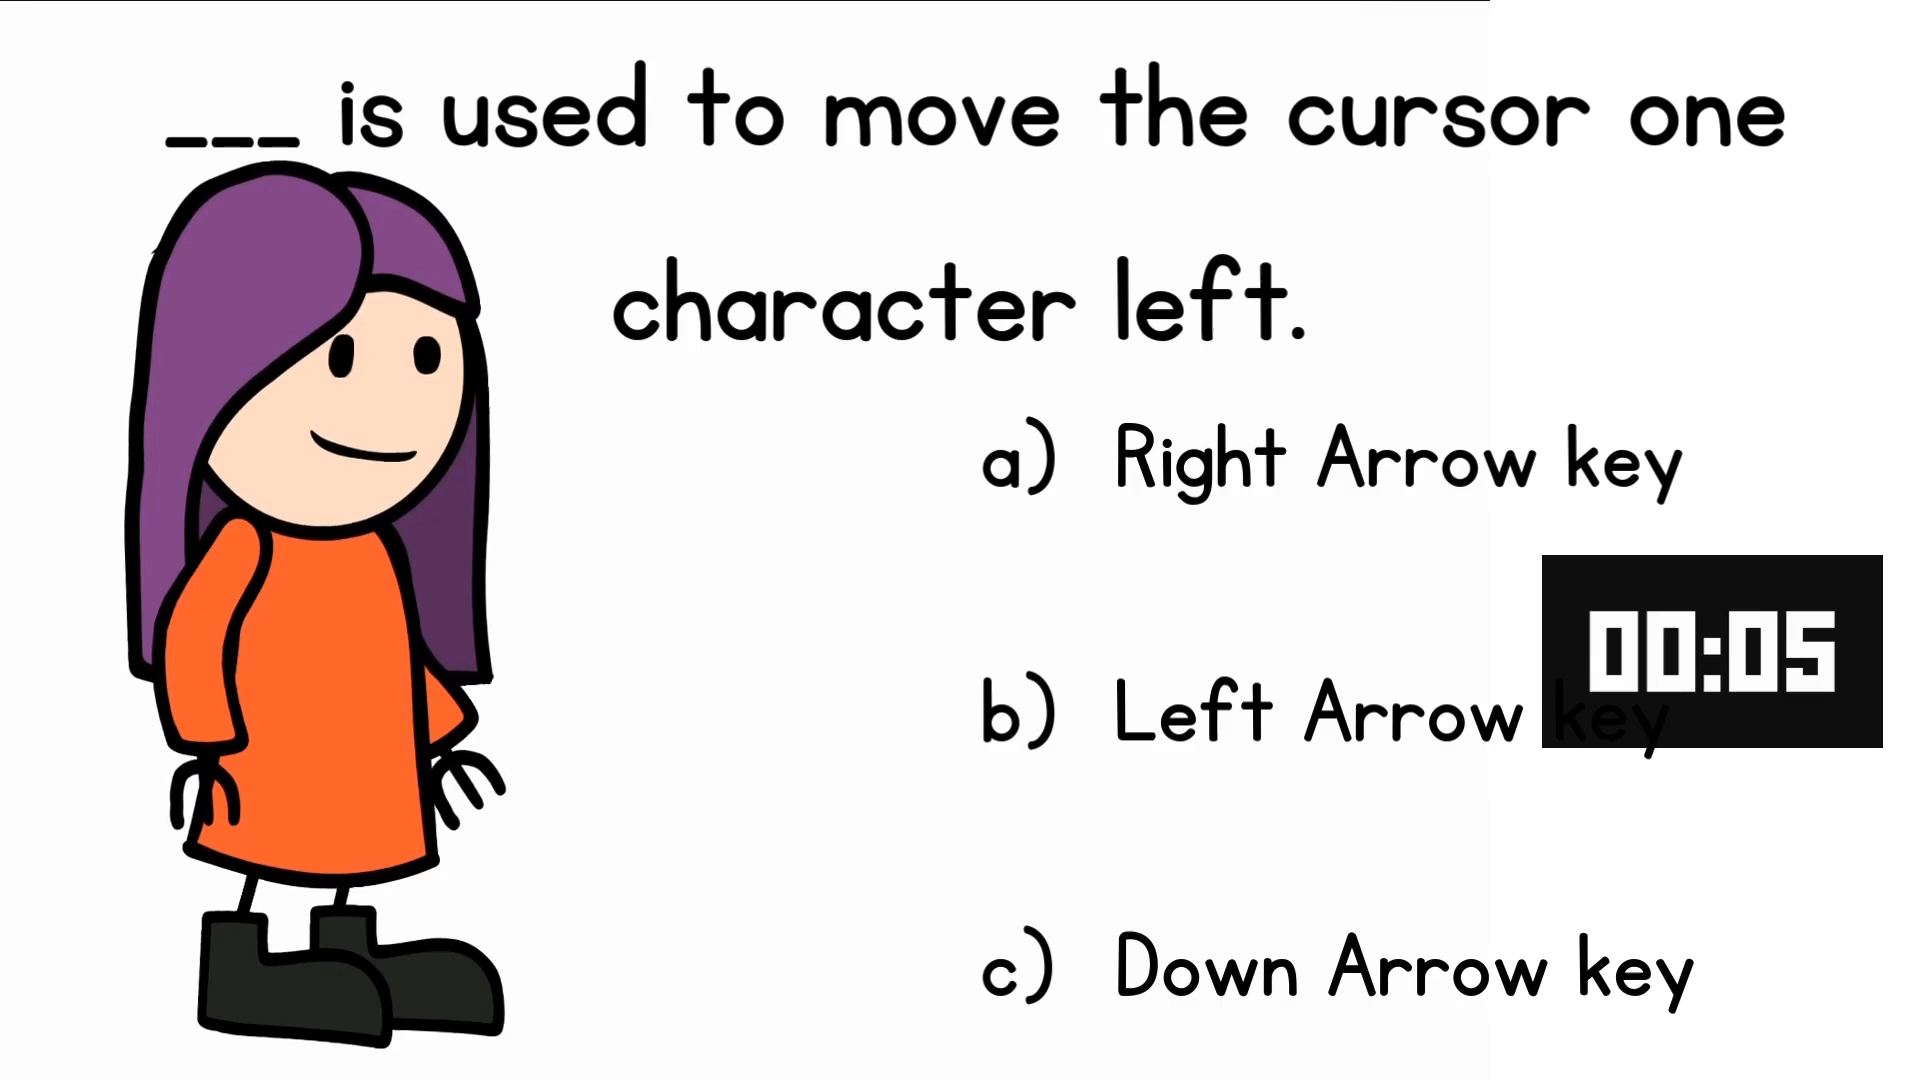 ___ is used to move the cursor one
character left.
a) Right Arrow key
00:05
b) Left Arrow key
c) Down Arrow key